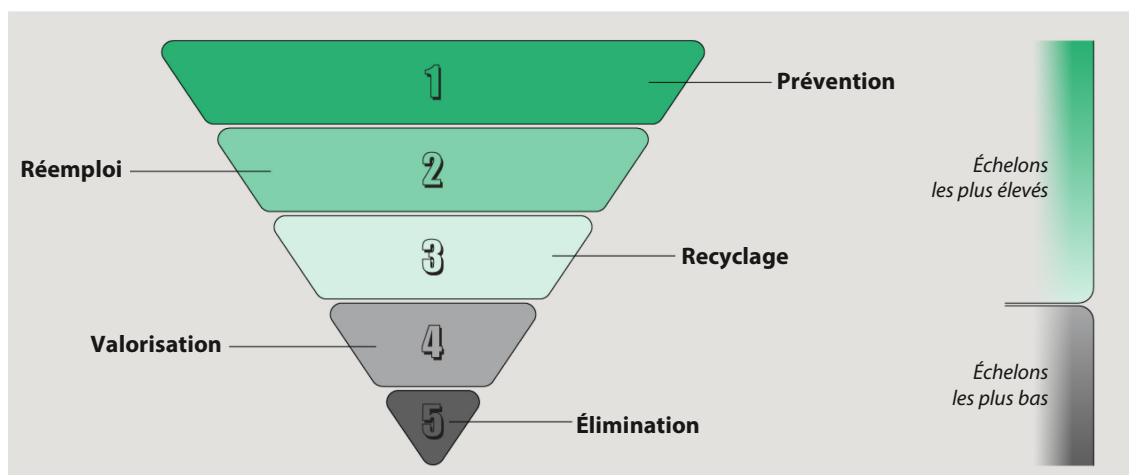 1
Prévention
Réemploi
2
Échelons
les plus élevés
3
Recyclage
Valorisation
4
Échelons
les plus bas
5
Élimination